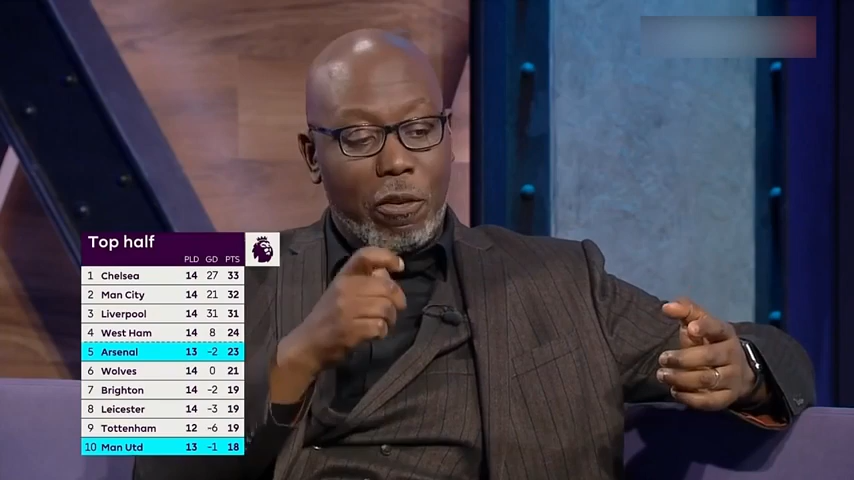 Top half
PLD GD PTS
1 Chelsea 14 27 33
2 Man City 14 21 32
3 Liverpool 14 31 31
4 West Ham 14 8 24
5 Arsenal 13 -2 23
6 Wolves 14 0 21
7 Brighton 14 -2 19
8 Leicester 14 -3 19
9 Tottenham 12 -6 19
10 Man Utd 13 -1 18